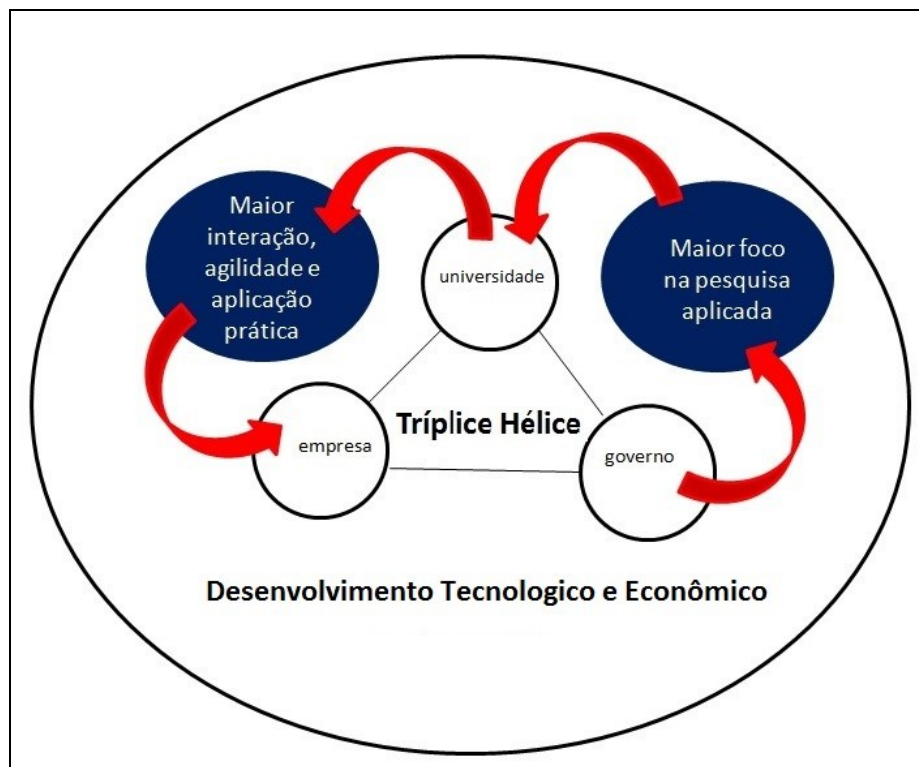 Maior
interação,
agilidade e
aplicação
prática
universidade
Maior foco
na pesquisa
aplicada
Tríplice Hélice
empresa
governo
Desenvolvimento Tecnologico e Econômico